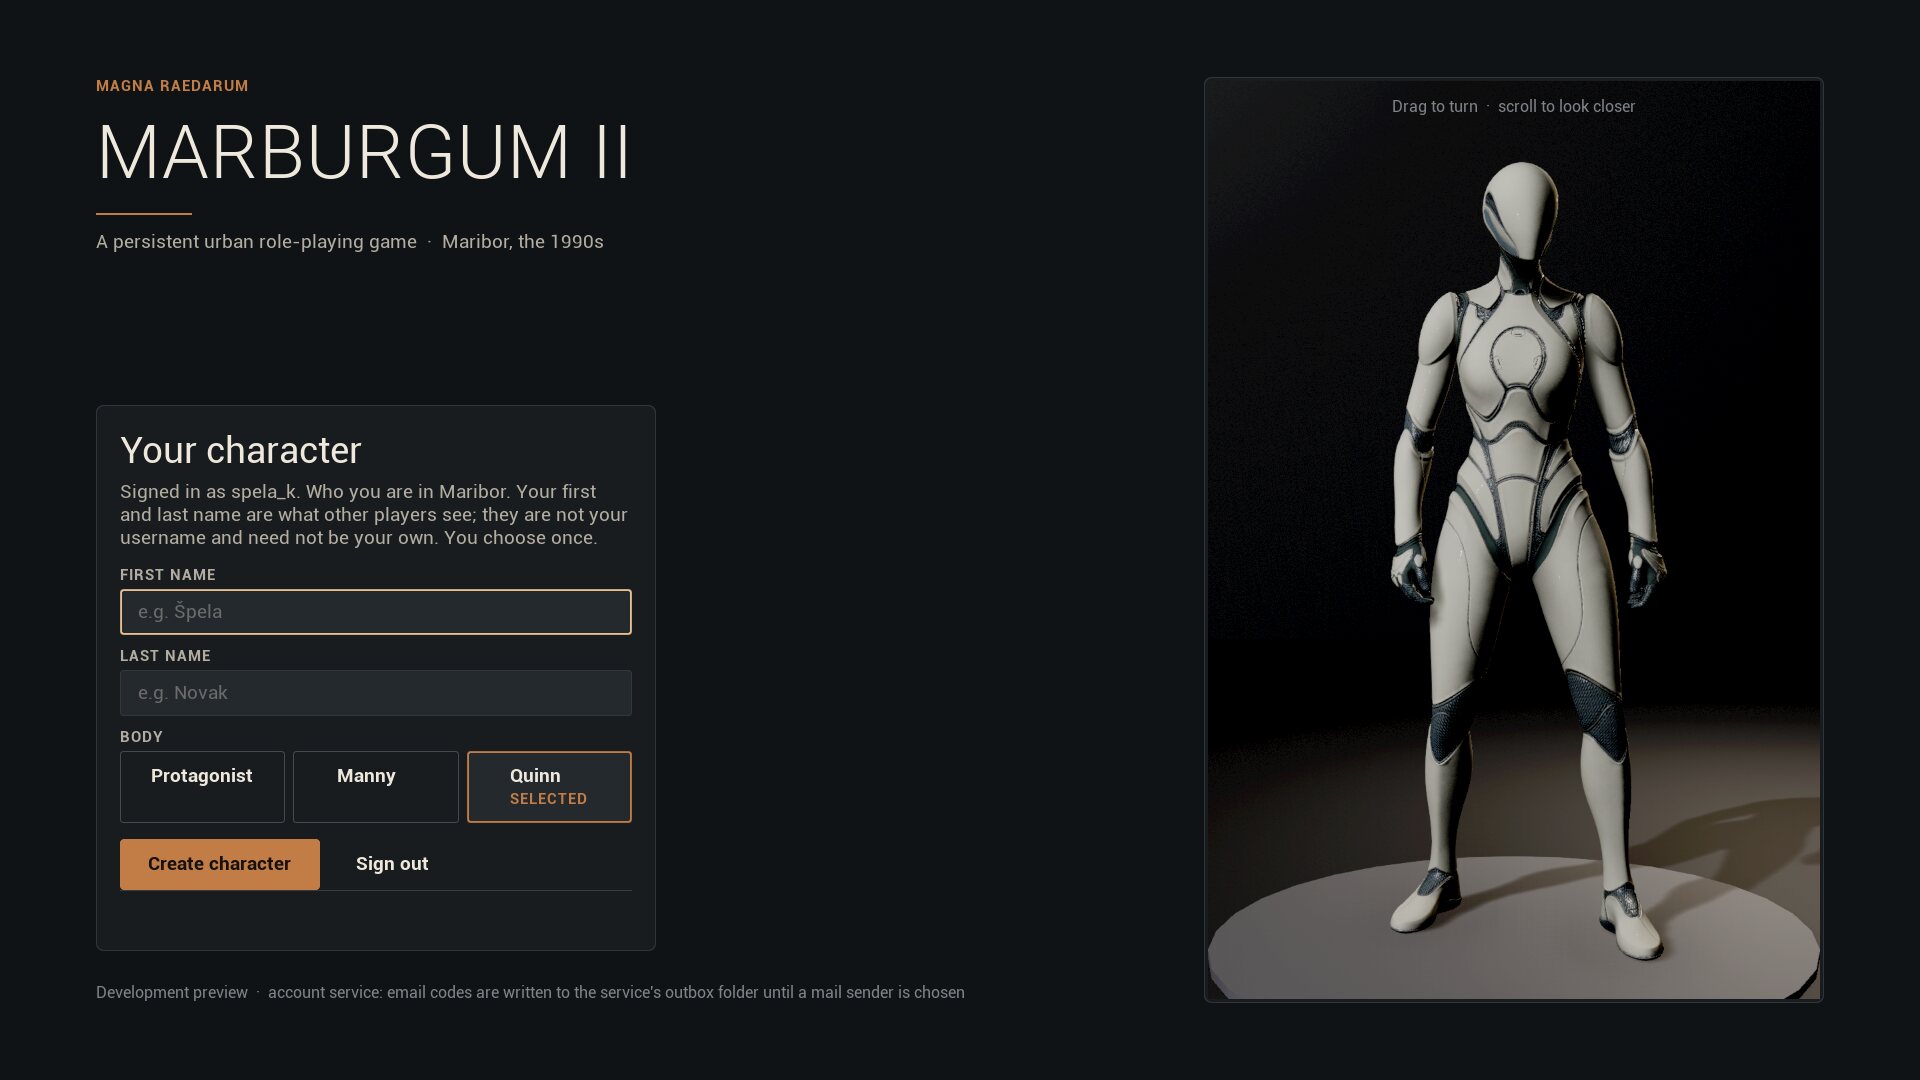 MAGNA RAEDARUM
MARBURGUM II
A persistent urban role-playing game · Maribor, the 1990s
Your character
Signed in as spela_k. Who you are in Maribor. Your first
and last name are what other players see; they are not your
username and need not be your own. You choose once.
FIRST NAME
e.g. Špela
LAST NAME
e.g. Novak
BODY
Protagonist
Manny
Quinn
SELECTED
Create character
Sign out
Development preview · account service: email codes are written to the service's outbox folder until a mail sender is chosen
Drag to turn · scroll to look closer